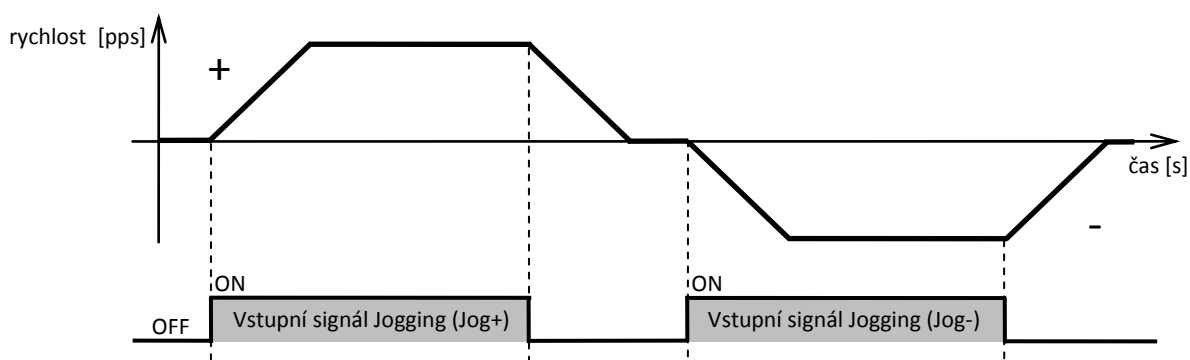 rychlost [pps]
+
čas [s]
-
ON
ON
OFF
Vstupní signál Jogging (Jog+)
Vstupní signál Jogging (Jog-)